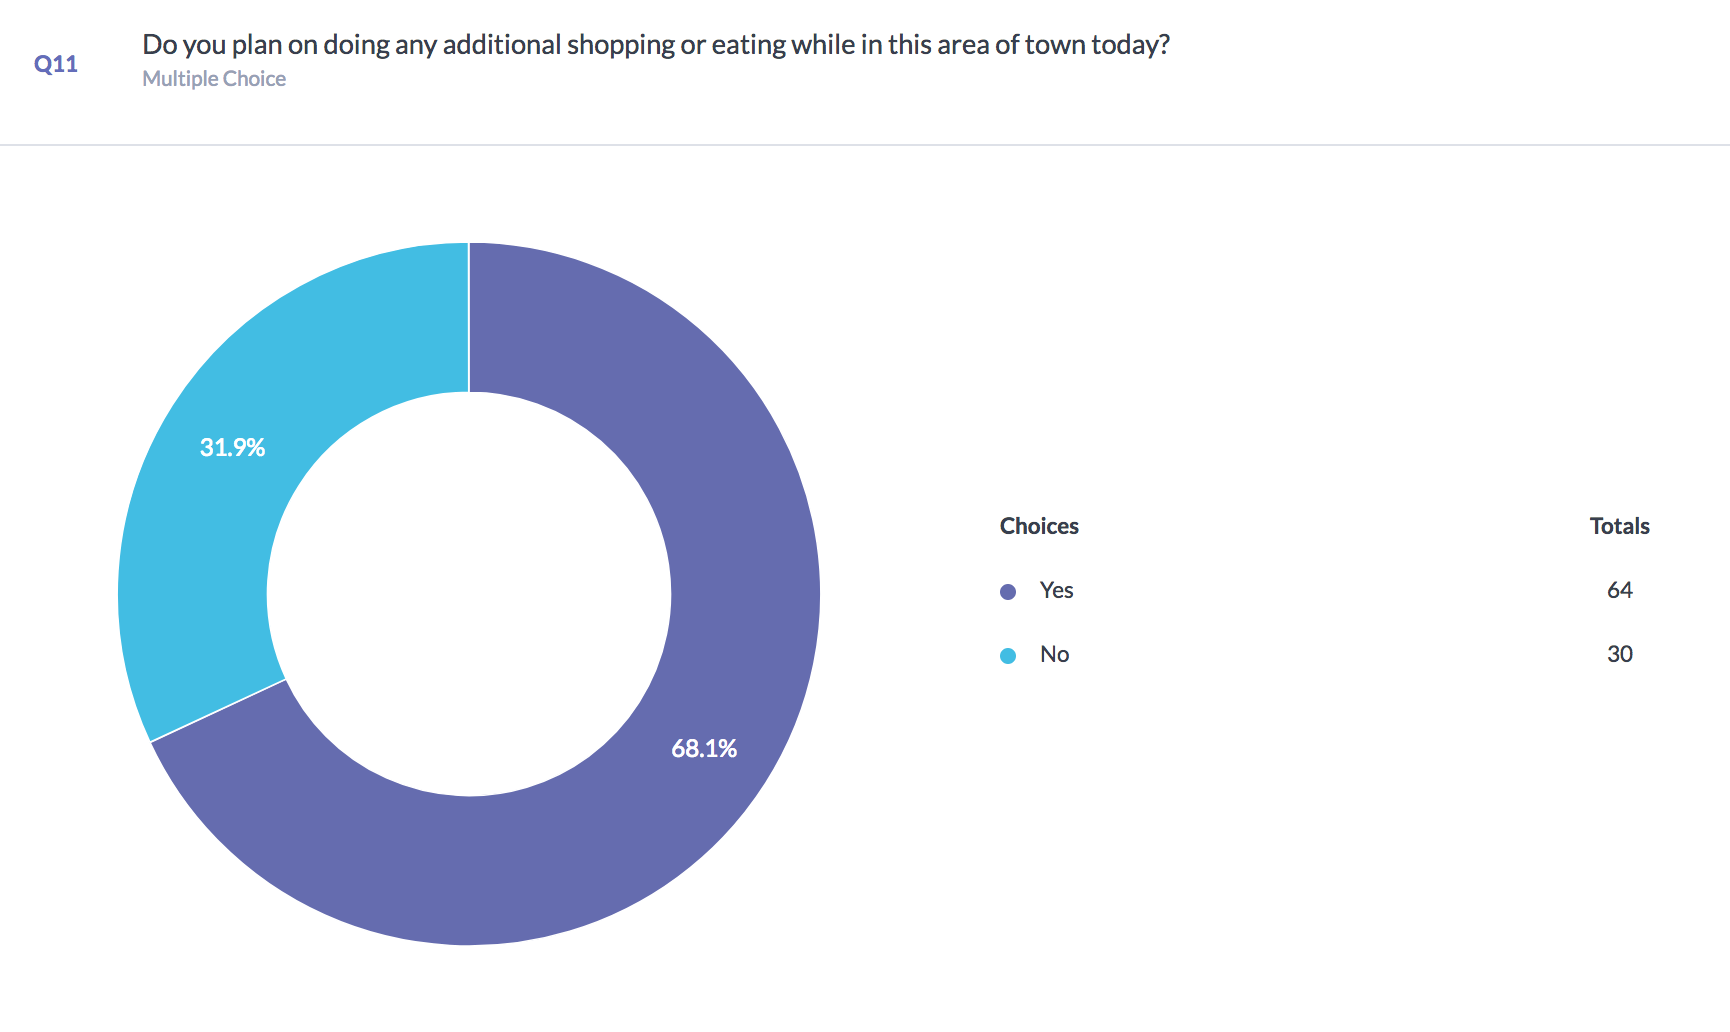 Q11
Do you plan on doing any additional shopping or eating while in this area of town today?
Multiple Choice
31.9%
68.1%
Choices Totals
Yes 64
No 30